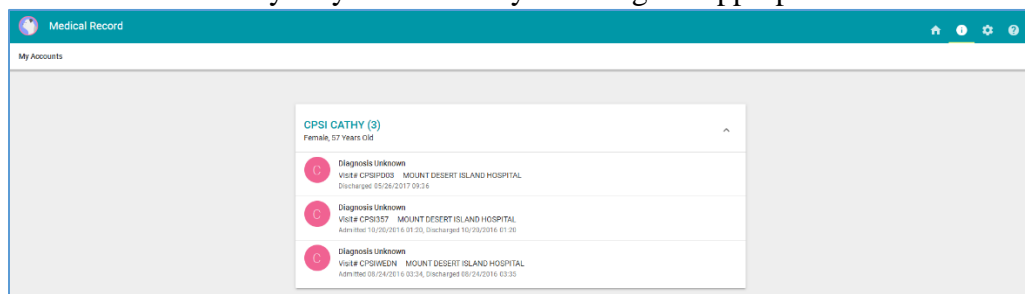 Medical Record
My Accounts
CPSI CATHY (3)
Female, 57 Years Old
C
Diagnosis Unknown
Visit# CPSIPD03 MOUNT DESERT ISLAND HOSPITAL
Discharged 05/26/2017 09:36
C
Diagnosis Unknown
Visit# CPSI357 MOUNT DESERT ISLAND HOSPITAL
Admitted 10/20/2016 01:20, Discharged 10/20/2016 01:20
C
Diagnosis Unknown
Visit# CPSIWEDN MOUNT DESERT ISLAND HOSPITAL
Admitted 08/24/2016 03:34, Discharged 08/24/2016 03:35